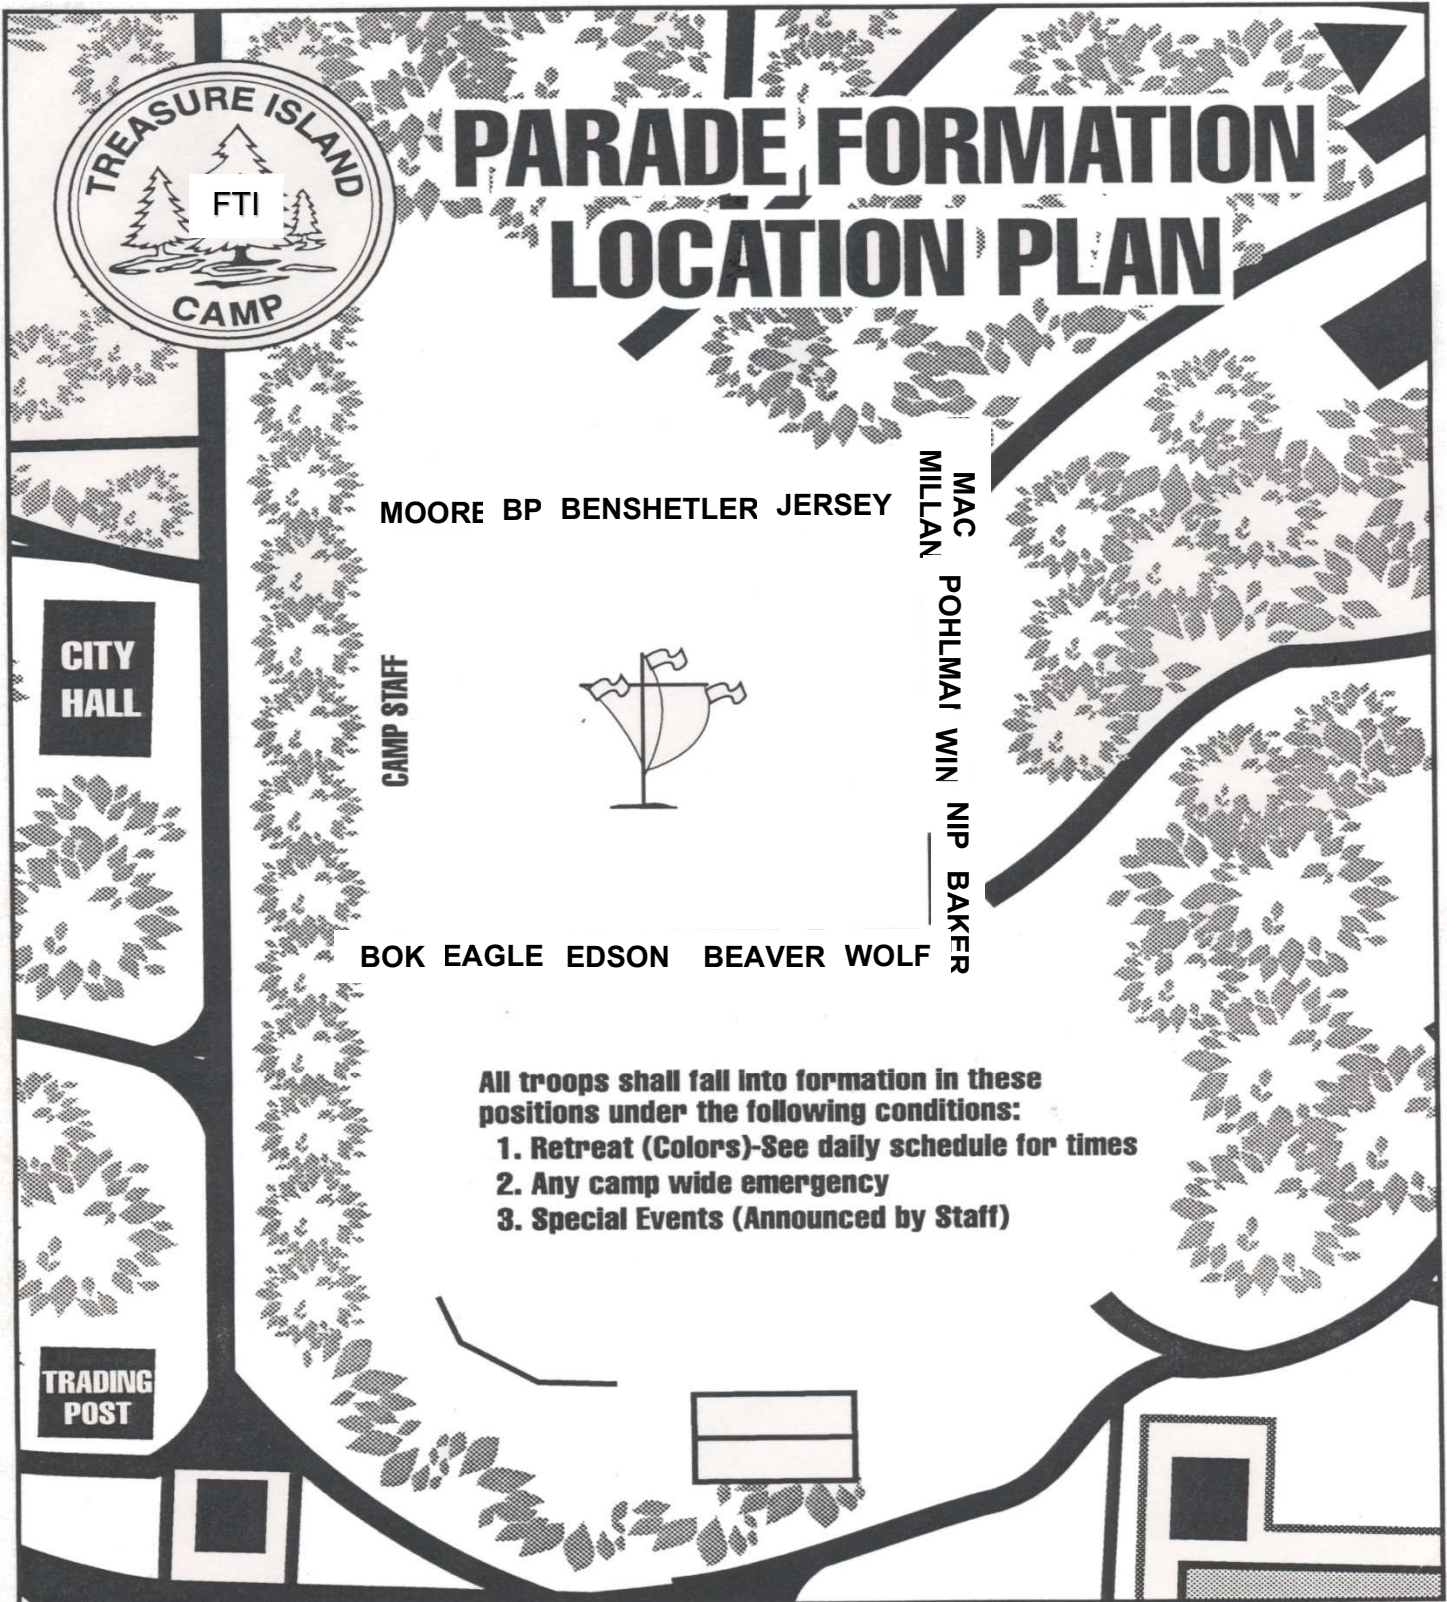 TREASURE ISLAND
FTI
CAMP
PARADE FORMATION
LOCATION PLAN
MOORE BP BENSHETLER JERSEY
MAC
MILLAN
POHLMAI
WIN
NIP
BAKER
CITY
HALL
CAMP STAFF
BOK EAGLE EDSON BEAVER WOLF
All troops shall fall into formation in these
positions under the following conditions:
1. Retreat (Colors)-See daily schedule for times
2. Any camp wide emergency
3. Special Events (Announced by Staff)
TRADING
POST